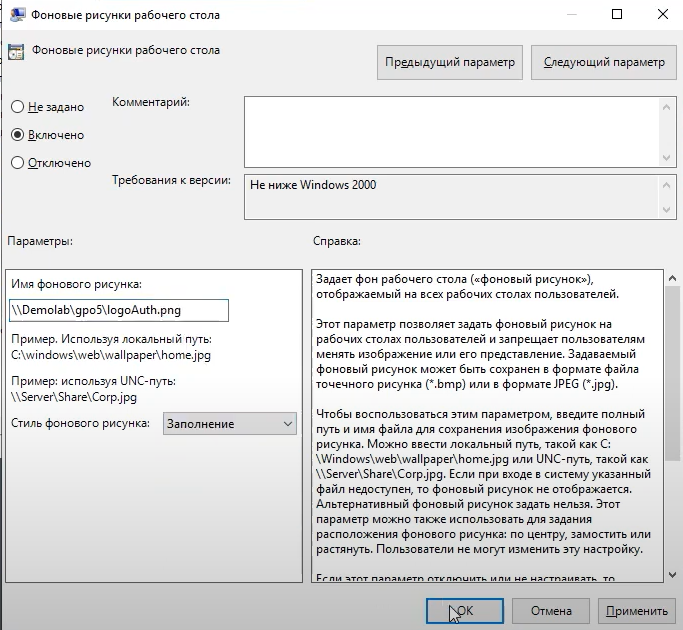 Фоновые рисунки рабочего стола
Фоновые рисунки рабочего стола
Предыдущий параметр
Следующий параметр
Не задано
Включено
Отключено
Комментарий:
Требования к версии:
Не ниже Windows 2000
Параметры:
Справка:
Имя фонового рисунка:
\\Demolab\gpo5\logoAuth.png
Пример. Используя локальный путь:
C:\windows\web\wallpaper\home.jpg
Пример: используя UNC-путь:
\\Server\Share\Corp.jpg
Стиль фонового рисунка:
Заполнение
Задает фон рабочего стола («фоновый рисунок»),
отображаемый на всех рабочих столах пользователей.
Этот параметр позволяет задать фоновый рисунок на
рабочих столах пользователей и запрещает пользователям
менять изображение или его представление. Задаваемый
фоновый рисунок может быть сохранен в формате файла
точечного рисунка (*.bmp) или в формате JPEG (*.jpg).
Чтобы воспользоваться этим параметром, введите полный
путь и имя файла для сохранения изображения фонового
рисунка. Можно ввести локальный путь, такой как C:
\Windows\web\wallpaper\home.jpg или UNC-путь, такой как
\\Server\Share\Corp.jpg. Если при входе в систему указанный
файл недоступен, то фоновый рисунок не отображается.
Альтернативный фоновый рисунок задать нельзя. Этот
параметр можно также использовать для задания
расположения фонового рисунка: по центру, замостить или
растянуть. Пользователи не могут изменить эту настройку.
Если этот параметр отключить или не настраивать, то
ОК
Отмена
Применить